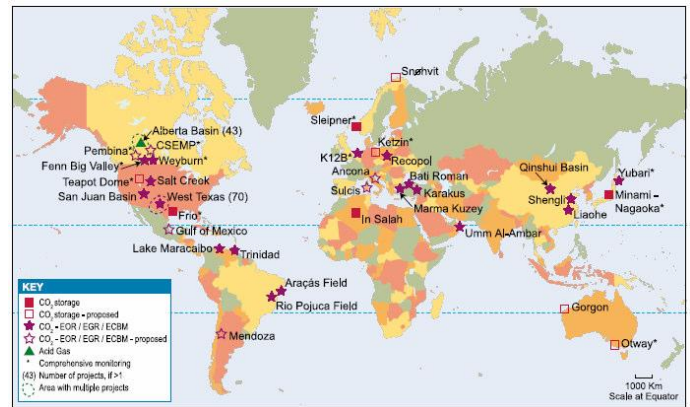 Snøhvit
Sleipner*
Alberta Basin (43)
CSEMP*
Pembina*
Fenn Big Valley*
Weyburn*
Teapot Dome*
Salt Creek
San Juan Basin
West Texas (70)
Frio*
Gulf of Mexico
Lake Maracaibo
Trinidad
Araçás Field
Rio Pojuca Field
Mendoza
K12B*
Ketzin*
Recopol
Ancona
Sulcis
Bati Roman
Karakus
Marma Kuzey
In Salah
Umm Al-Ambar
Qinshui Basin
Yubari*
Shengli
Liaohe
Minami -
Nagaoka*
Gorgon
Otway*
KEY
CO₂ storage
CO₂ storage - proposed
CO₂ - EOR / EGR / ECBM
CO₂ - EOR / EGR / ECBM - proposed
Acid Gas
* Comprehensive monitoring
(43) Number of projects, if >1
Area with multiple projects
1000 Km
Scale at Equator